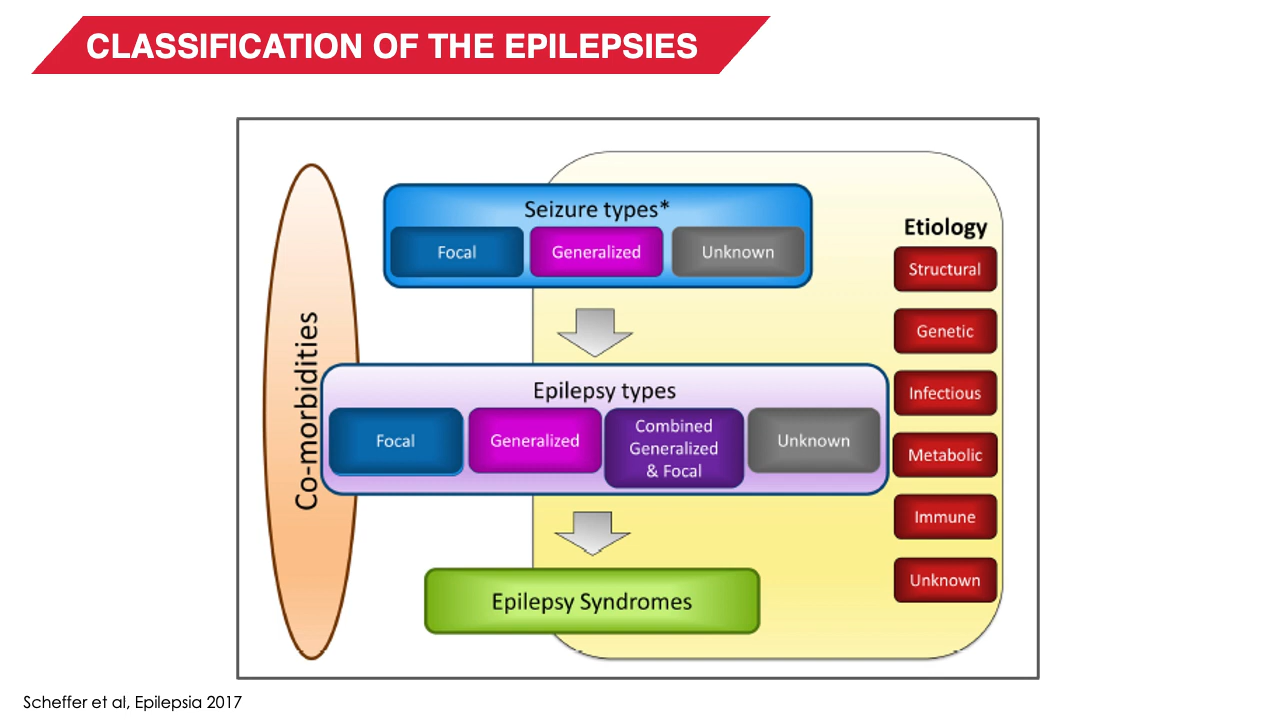 CLASSIFICATION OF THE EPILEPSIES
Co-morbidities
Seizure types*
Focal
Generalized
Unknown
Epilepsy types
Focal
Generalized
Combined
Generalized
& Focal
Unknown
Epilepsy Syndromes
Etiology
Structural
Genetic
Infectious
Metabolic
Immune
Unknown
Scheffer et al, Epilepsia 2017